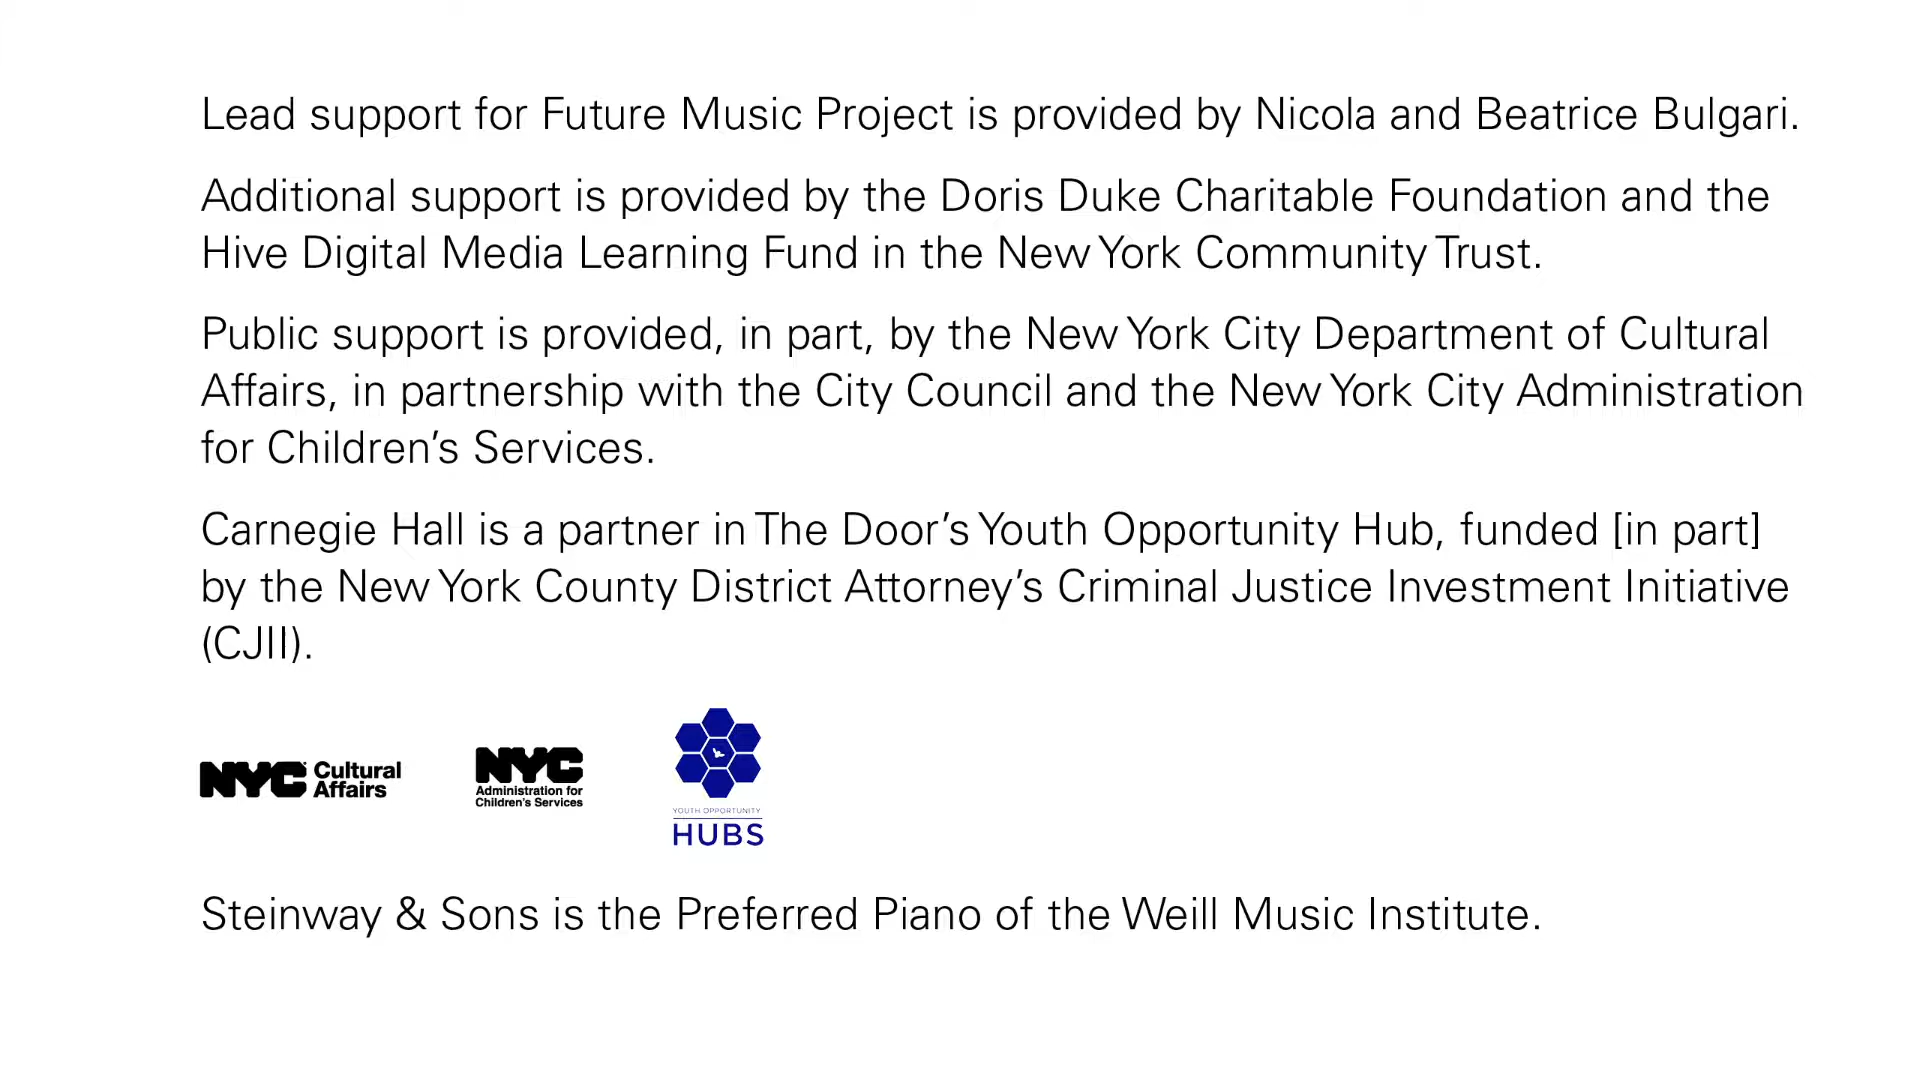 Lead support for Future Music Project is provided by Nicola and Beatrice Bulgari.
Additional support is provided by the Doris Duke Charitable Foundation and the
Hive Digital Media Learning Fund in the New York Community Trust.
Public support is provided, in part, by the New York City Department of Cultural
Affairs, in partnership with the City Council and the New York City Administration
for Children’s Services.
Carnegie Hall is a partner in The Door’s Youth Opportunity Hub, funded [in part]
by the New York County District Attorney’s Criminal Justice Investment Initiative
(CJII).
NYC Cultural
Affairs
NYC
Administration for
Children's Services
YOUTH OPPORTUNITY
HUBS
Steinway & Sons is the Preferred Piano of the Weill Music Institute.